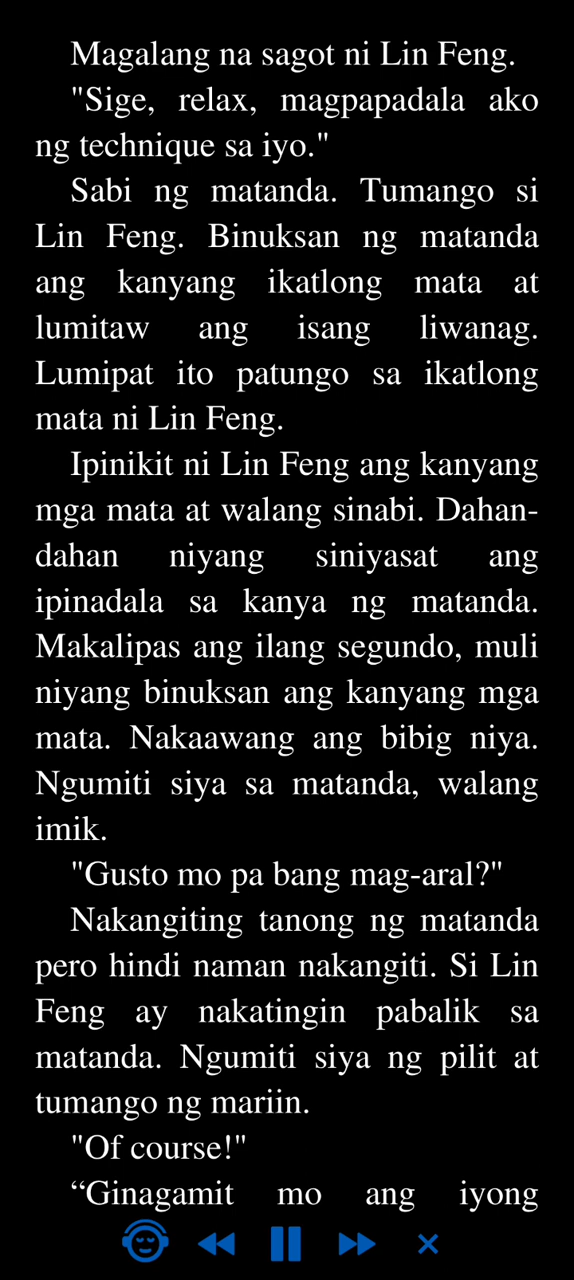 Magalang na sagot ni Lin Feng.
"Sige, relax, magpapadala ako
ng technique sa iyo."
Sabi ng matanda. Tumango si
Lin Feng. Binuksan ng matanda
ang kanyang ikatlong mata at
lumitaw ang isang liwanag.
Lumipat ito patungo sa ikatlong
mata ni Lin Feng.
Ipinikit ni Lin Feng ang kanyang
mga mata at walang sinabi. Dahan-
dahan niyang siniyasat ang
ipinadala sa kanya ng matanda.
Makalipas ang ilang segundo, muli
niyang binuksan ang kanyang mga
mata. Nakaawang ang bibig niya.
Ngumiti siya sa matanda, walang
imik.
"Gusto mo pa bang mag-aral?"
Nakangiting tanong ng matanda
pero hindi naman nakangiti. Si Lin
Feng ay nakatingin pabalik sa
matanda. Ngumiti siya ng pilit at
tumango ng mariin.
"Of course!"
“Ginagamit mo ang iyong